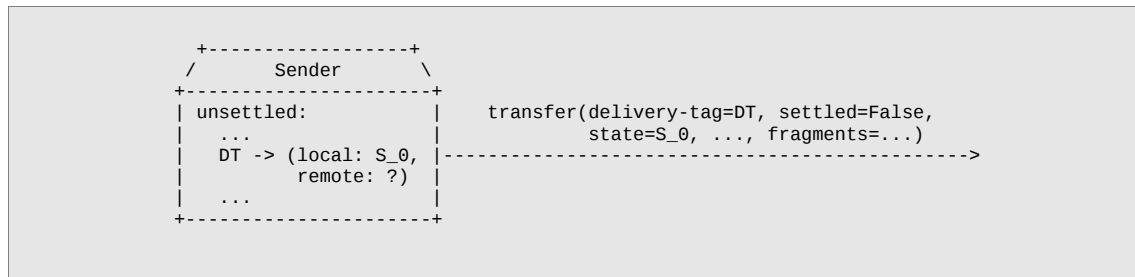 +------------------+
/ Sender \
+----------------------+
| unsettled: | transfer(delivery-tag=DT, settled=False,
| ... | state=S_0, ..., fragments=...)
| DT -> (local: S_0, |--------------------------------------------->
| remote: ?) |
| ... |
+----------------------+